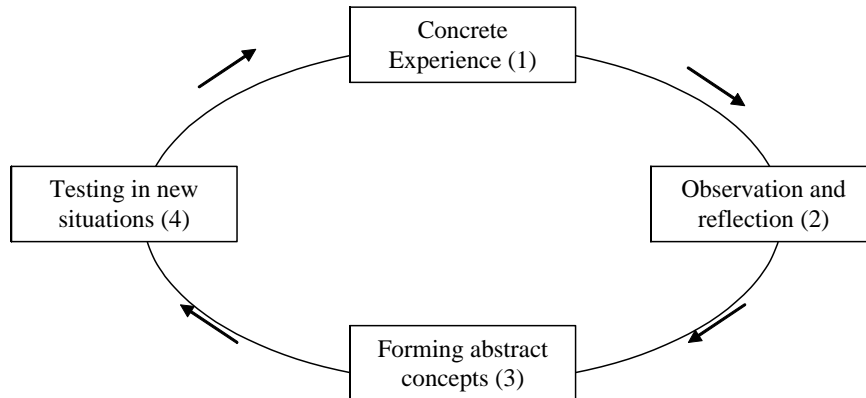 Concrete
Experience (1)
Testing in new
situations (4)
Observation and
reflection (2)
Forming abstract
concepts (3)